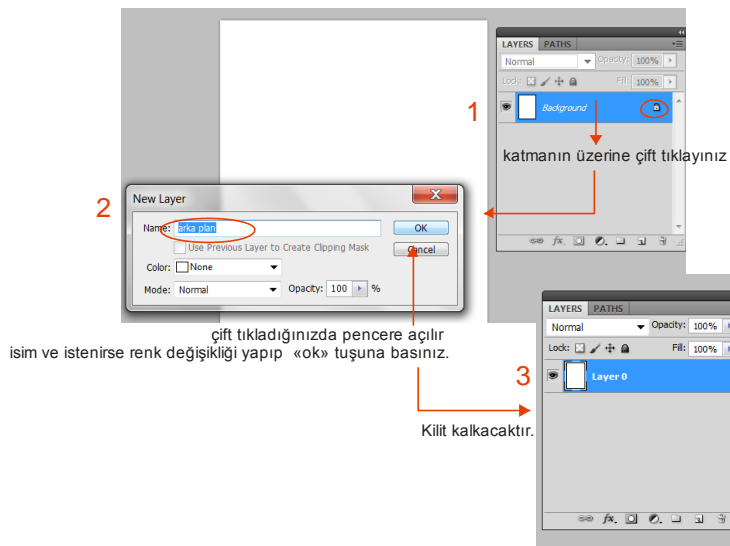 LAYERS PATHS
Normal Opacity: 100%
Lock: Fill: 100%
1
Background
katmanın üzerine çift tıklayınız
2
New Layer
Name: arka plan
OK
Use Previous Layer to Create Clipping Mask
Cancel
Color: None
Mode: Normal Opacity: 100 %
çift tıkladığınızda pencere açılır
isim ve istenirse renk değişikliği yapıp «ok» tuşuna basınız.
LAYERS PATHS
Normal Opacity: 100%
Lock: Fill: 100%
3
Layer 0
Kilit kalkacaktır.
fx.
fx.